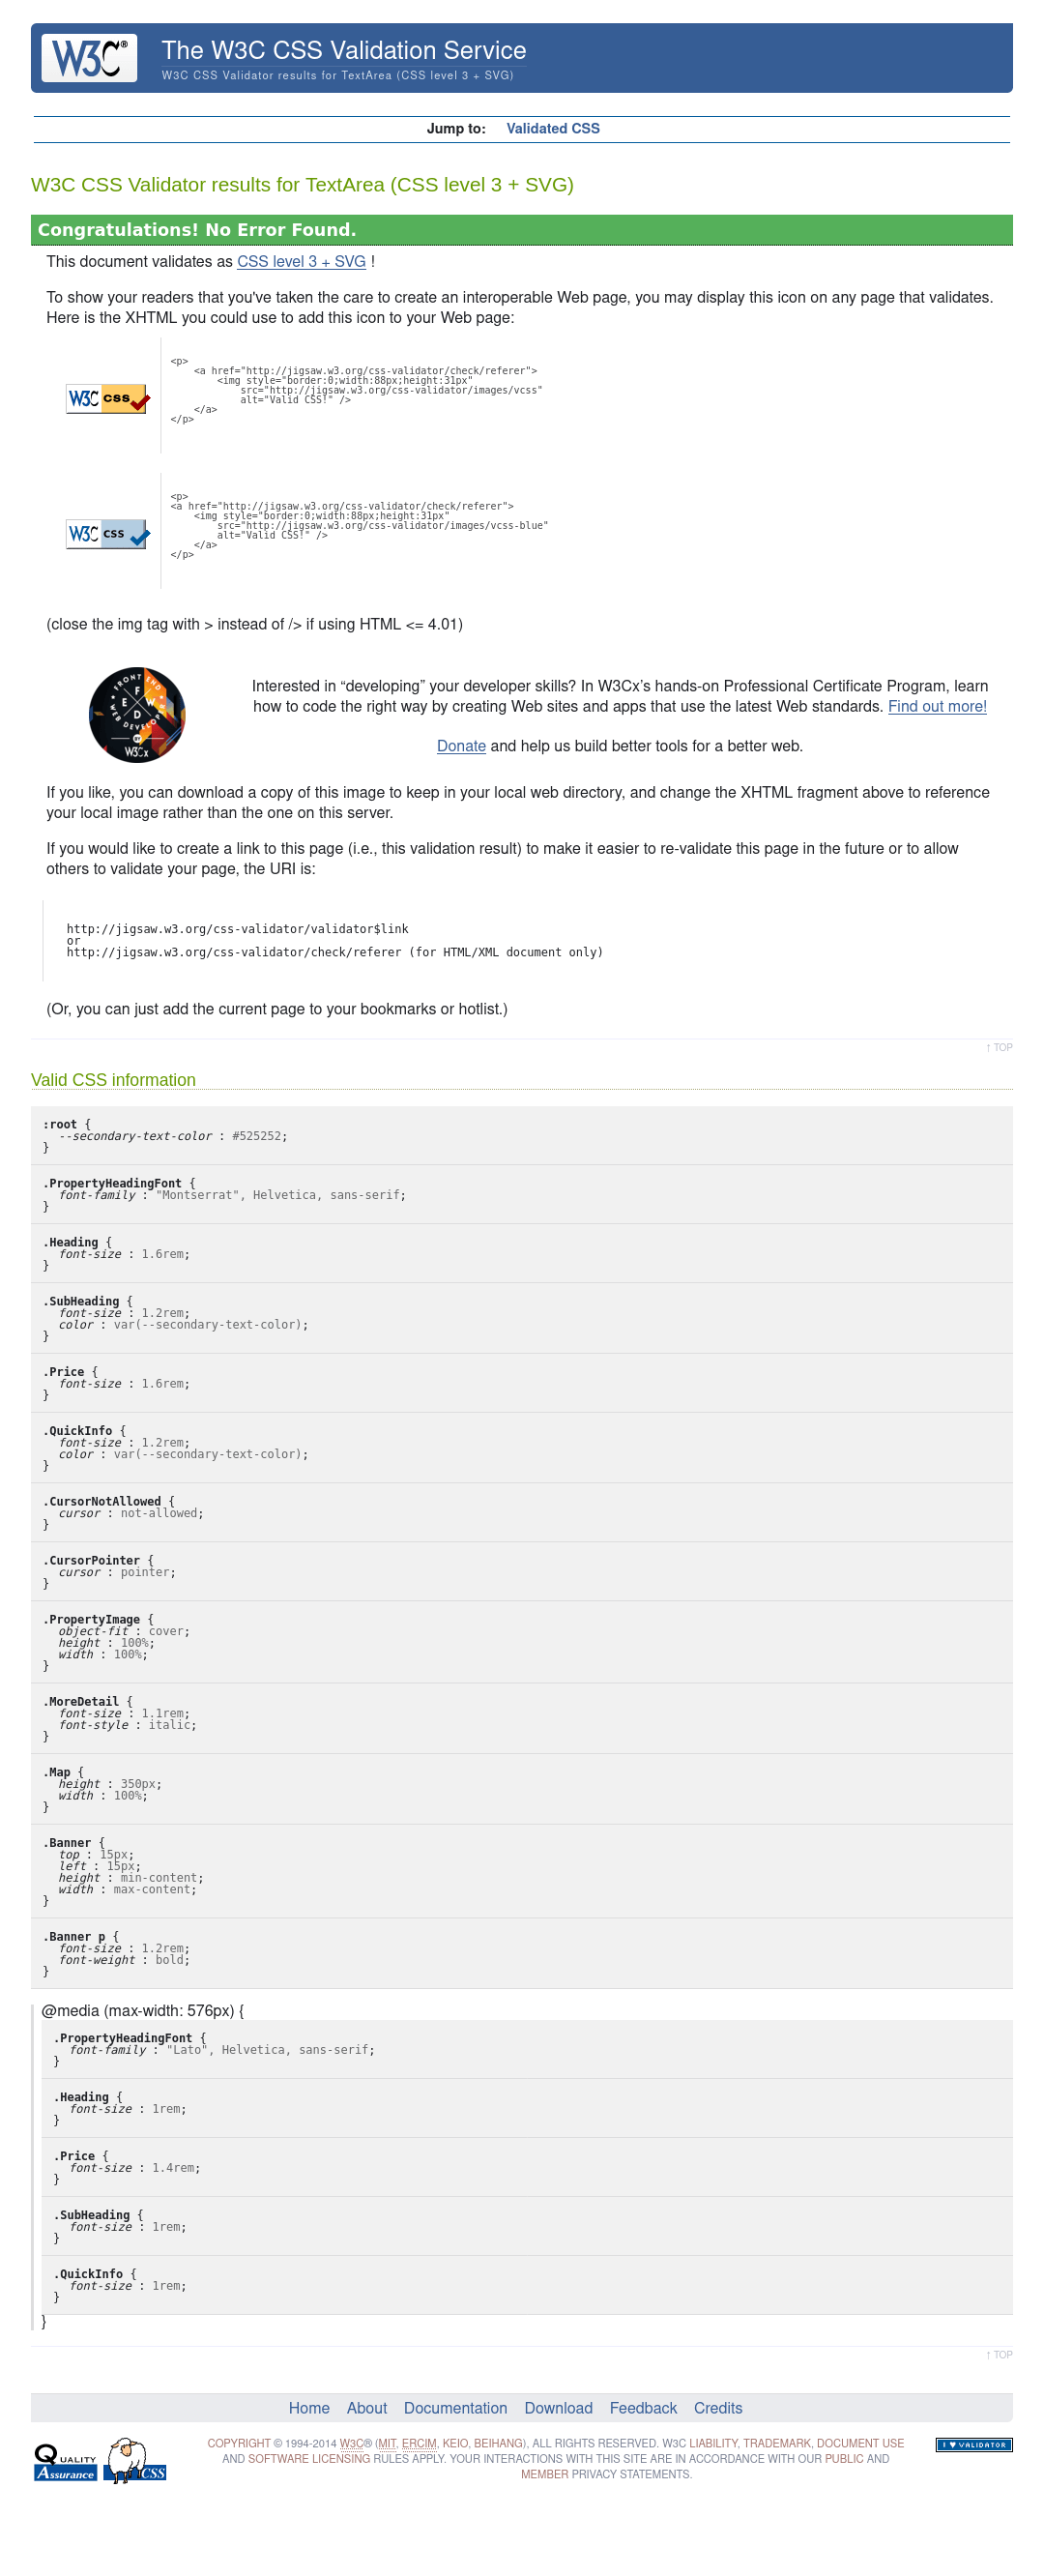 W3C®
The W3C CSS Validation Service
W3C CSS Validator results for TextArea (CSS level 3 + SVG)
Jump to: Validated CSS
W3C CSS Validator results for TextArea (CSS level 3 + SVG)
Congratulations! No Error Found.
This document validates as CSS level 3 + SVG !
To show your readers that you've taken the care to create an interoperable Web page, you may display this icon on any page that validates.
Here is the XHTML you could use to add this icon to your Web page:
W3C css
<p>
    <a href="http://jigsaw.w3.org/css-validator/check/referer">
        <img style="border:0;width:88px;height:31px"
            src="http://jigsaw.w3.org/css-validator/images/vcss"
            alt="Valid CSS!" />
    </a>
</p>
W3C css
<p>
<a href="http://jigsaw.w3.org/css-validator/check/referer">
    <img style="border:0;width:88px;height:31px"
        src="http://jigsaw.w3.org/css-validator/images/vcss-blue"
        alt="Valid CSS!" />
    </a>
</p>
(close the img tag with > instead of /> if using HTML <= 4.01)
FRONT END WEB DEVELOPER
F E W D
BY
W3Cx
Interested in “developing” your developer skills? In W3Cx’s hands-on Professional Certificate Program, learn
how to code the right way by creating Web sites and apps that use the latest Web standards. Find out more!
Donate and help us build better tools for a better web.
If you like, you can download a copy of this image to keep in your local web directory, and change the XHTML fragment above to reference
your local image rather than the one on this server.
If you would like to create a link to this page (i.e., this validation result) to make it easier to re-validate this page in the future or to allow
others to validate your page, the URI is:
http://jigsaw.w3.org/css-validator/validator$link
or
http://jigsaw.w3.org/css-validator/check/referer (for HTML/XML document only)
(Or, you can just add the current page to your bookmarks or hotlist.)
↑ TOP
Valid CSS information
:root {
  --secondary-text-color : #525252;
}
.PropertyHeadingFont {
  font-family : "Montserrat", Helvetica, sans-serif;
}
.Heading {
  font-size : 1.6rem;
}
.SubHeading {
  font-size : 1.2rem;
  color : var(--secondary-text-color);
}
.Price {
  font-size : 1.6rem;
}
.QuickInfo {
  font-size : 1.2rem;
  color : var(--secondary-text-color);
}
.CursorNotAllowed {
  cursor : not-allowed;
}
.CursorPointer {
  cursor : pointer;
}
.PropertyImage {
  object-fit : cover;
  height : 100%;
  width : 100%;
}
.MoreDetail {
  font-size : 1.1rem;
  font-style : italic;
}
.Map {
  height : 350px;
  width : 100%;
}
.Banner {
  top : 15px;
  left : 15px;
  height : min-content;
  width : max-content;
}
.Banner p {
  font-size : 1.2rem;
  font-weight : bold;
}
@media (max-width: 576px) {
.PropertyHeadingFont {
  font-family : "Lato", Helvetica, sans-serif;
}
.Heading {
  font-size : 1rem;
}
.Price {
  font-size : 1.4rem;
}
.SubHeading {
  font-size : 1rem;
}
.QuickInfo {
  font-size : 1rem;
}
}
↑ TOP
Home About Documentation Download Feedback Credits
QUALITY
Assurance
CSS
COPYRIGHT © 1994-2014 W3C® (MIT, ERCIM, KEIO, BEIHANG), ALL RIGHTS RESERVED. W3C LIABILITY, TRADEMARK, DOCUMENT USE
AND SOFTWARE LICENSING RULES APPLY. YOUR INTERACTIONS WITH THIS SITE ARE IN ACCORDANCE WITH OUR PUBLIC AND
MEMBER PRIVACY STATEMENTS.
I ♥ VALIDATOR